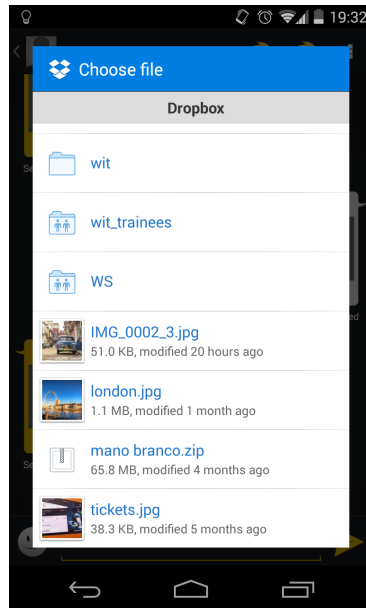 19:32
Choose file
Dropbox
wit
wit_trainees
WS
IMG_0002_3.jpg
51.0 KB, modified 20 hours ago
london.jpg
1.1 MB, modified 1 month ago
mano branco.zip
65.8 MB, modified 4 months ago
tickets.jpg
38.3 KB, modified 5 months ago